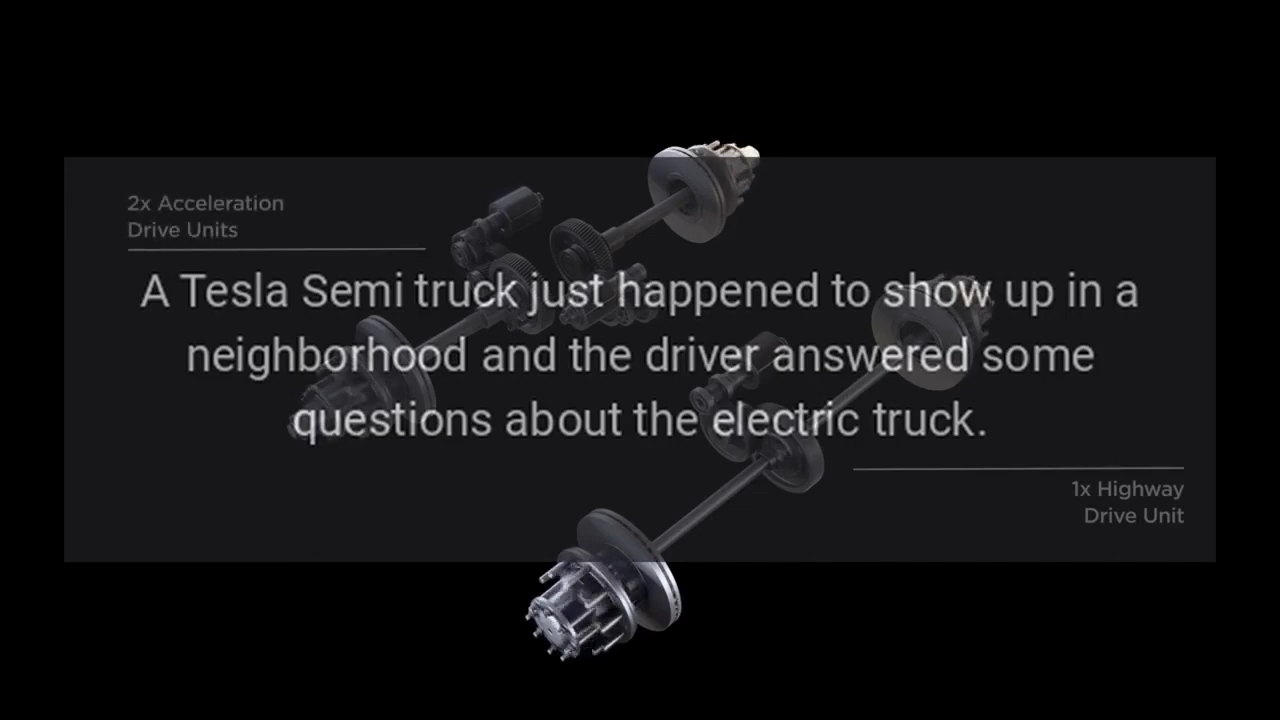 2x Acceleration
Drive Units
A Tesla Semi truck just happened to show up in a
neighborhood and the driver answered some
questions about the electric truck.
1x Highway
Drive Unit